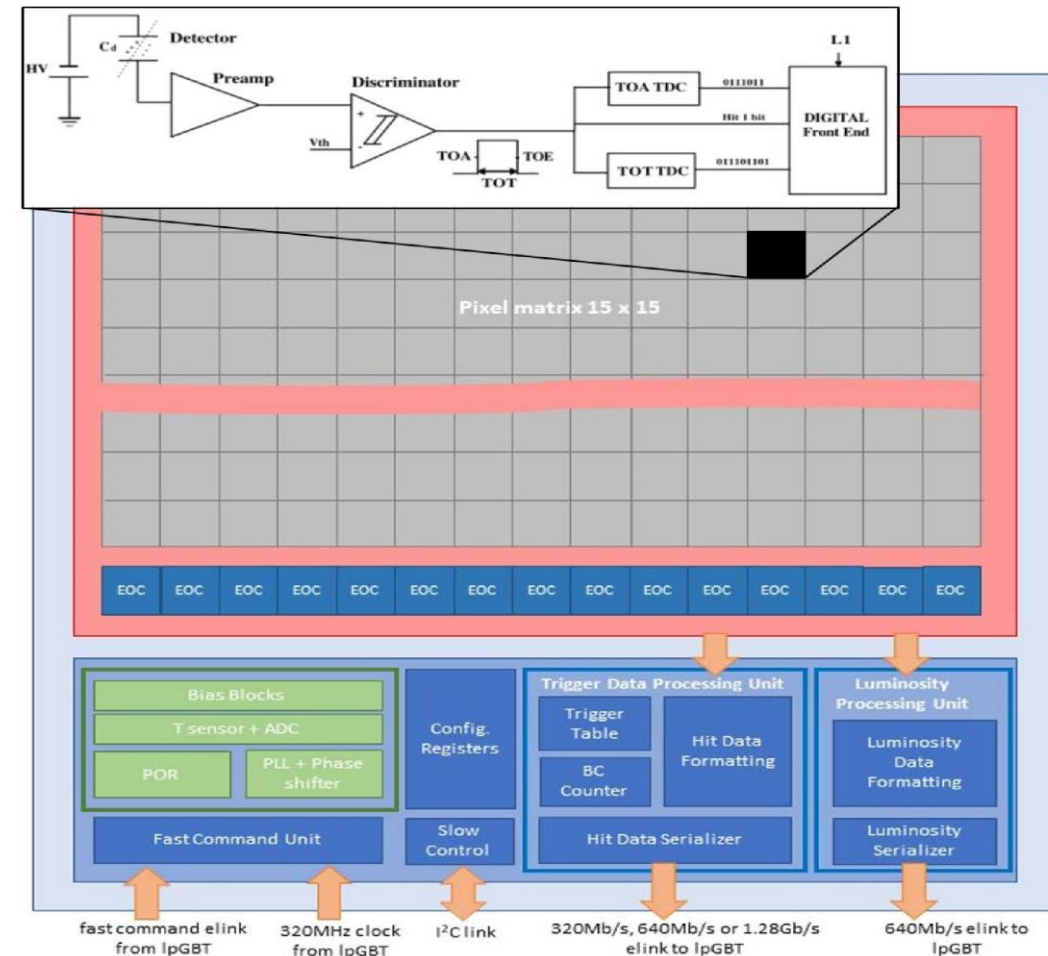 L1
Detector
Cd
HV
Preamp
Discriminator
TOA TDC
0111011
+
Vth
-
Hit 1 bit
DIGITAL
Front End
TOA
TOE
TOT
TOT TDC
011101101
Pixel matrix 15 x 15
EOC EOC EOC EOC EOC EOC EOC EOC EOC EOC EOC EOC EOC EOC EOC
Bias Blocks
T sensor + ADC
POR
PLL + Phase
shifter
Fast Command Unit
Config.
Registers
Slow
Control
Trigger Data Processing Unit
Trigger
Table
BC
Counter
Hit Data
Formatting
Hit Data Serializer
Luminosity
Processing Unit
Luminosity
Data
Formatting
Luminosity
Serializer
fast command elink
from lpGBT
320MHz clock
from lpGBT
I²C link
320Mb/s, 640Mb/s or 1.28Gb/s
elink to lpGBT
640Mb/s elink to
lpGBT